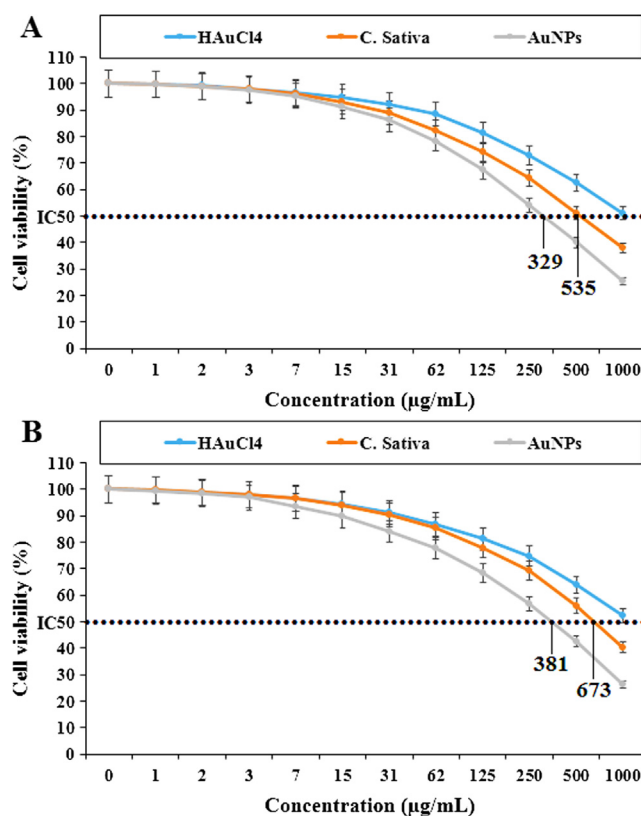 A
HAuCl4 C. Sativa AuNPs
110
100
90
80
70
60
IC50
40
30
20
10
0
Cell viability (%)
329
535
0 1 2 3 7 15 31 62 125 250 500 1000
Concentration (µg/mL)
B
HAuCl4 C. Sativa AuNPs
110
100
90
80
70
60
IC50
40
30
20
10
0
Cell viability (%)
381 673
0 1 2 3 7 15 31 62 125 250 500 1000
Concentration (µg/mL)